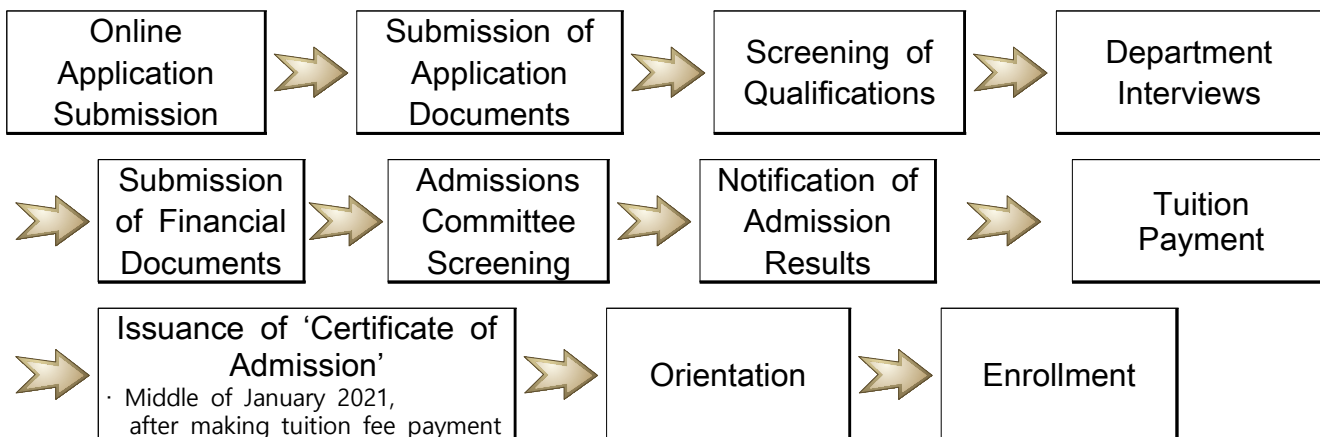 Online
Application
Submission
Submission of
Application
Documents
Screening of
Qualifications
Department
Interviews
Submission
of Financial
Documents
Admissions
Committee
Screening
Notification of
Admission
Results
Tuition
Payment
Issuance of ‘Certificate of
Admission’
· Middle of January 2021,
after making tuition fee payment
Orientation
Enrollment